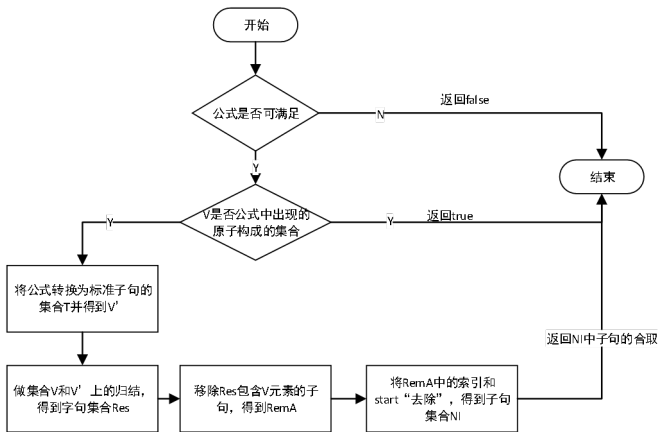 开始
公式是否可满足
N
返回false
结束
Y
V是否公式中出现的
原子构成的集合
Y
Y
返回true
将公式转换为标准子句的
集合T并得到V’
返回NI中子句的合取
做集合V和V’上的归结，
得到字句集合Res
移除Res包含V元素的子
句，得到RemA
将RemA中的索引和
start“去除”，得到子句
集合NI